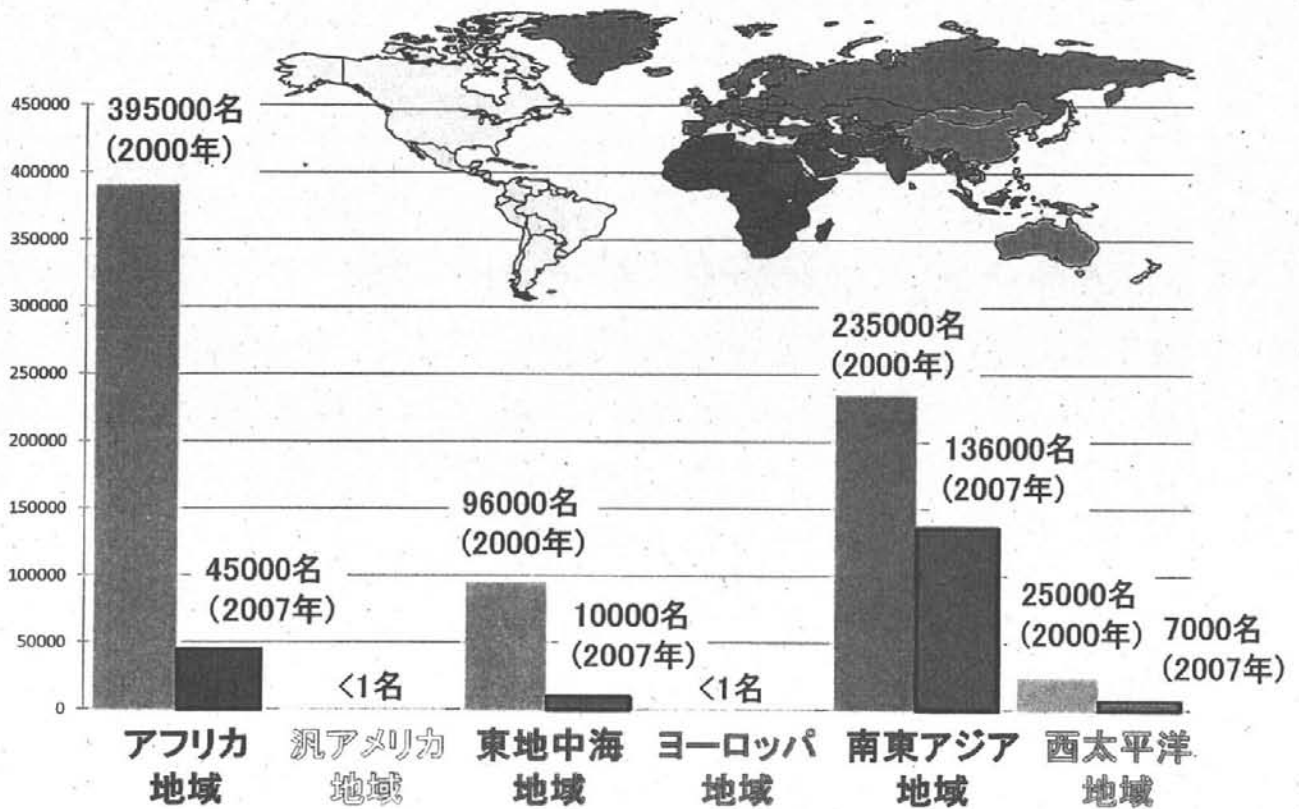 450000
400000
350000
300000
250000
200000
150000
100000
50000
0
395000名
(2000年)
45000名
(2007年)
<1名
96000名
(2000年)
10000名
(2007年)
<1名
235000名
(2000年)
136000名
(2007年)
25000名
(2000年)
7000名
(2007年)
アフリカ
地域
汎アメリカ
地域
東地中海
地域
ヨーロッパ
地域
南東アジア
地域
西太平洋
地域